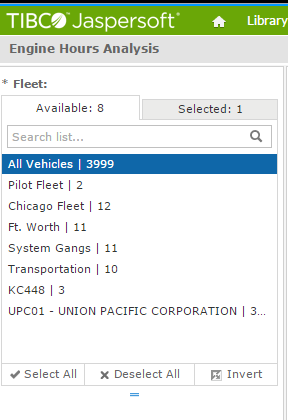 TIBCO Jaspersoft® Library
Engine Hours Analysis
* Fleet:
Available: 8 Selected: 1
Search list...
All Vehicles | 3999
Pilot Fleet | 2
Chicago Fleet | 12
Ft. Worth | 11
System Gangs | 11
Transportation | 10
KC448 | 3
UPC01 - UNION PACIFIC CORPORATION | 3...
Select All Deselect All Invert